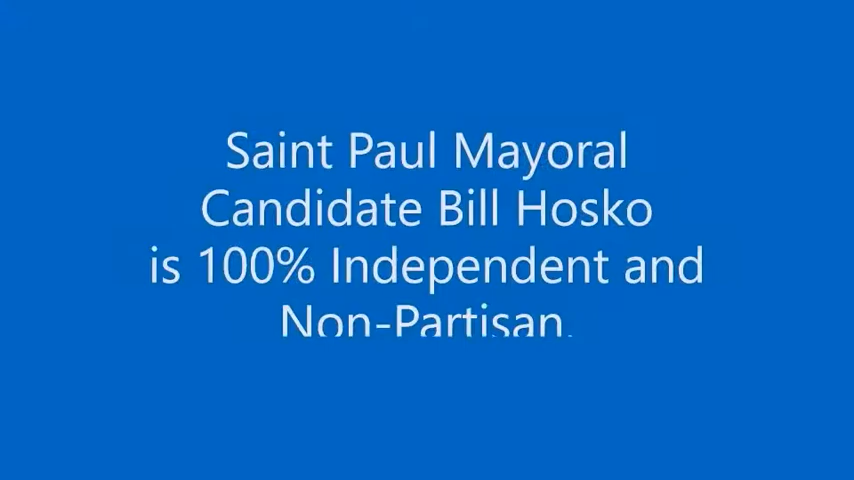 Saint Paul Mayoral
Candidate Bill Hosko
is 100% Independent and
Non-Partisan.